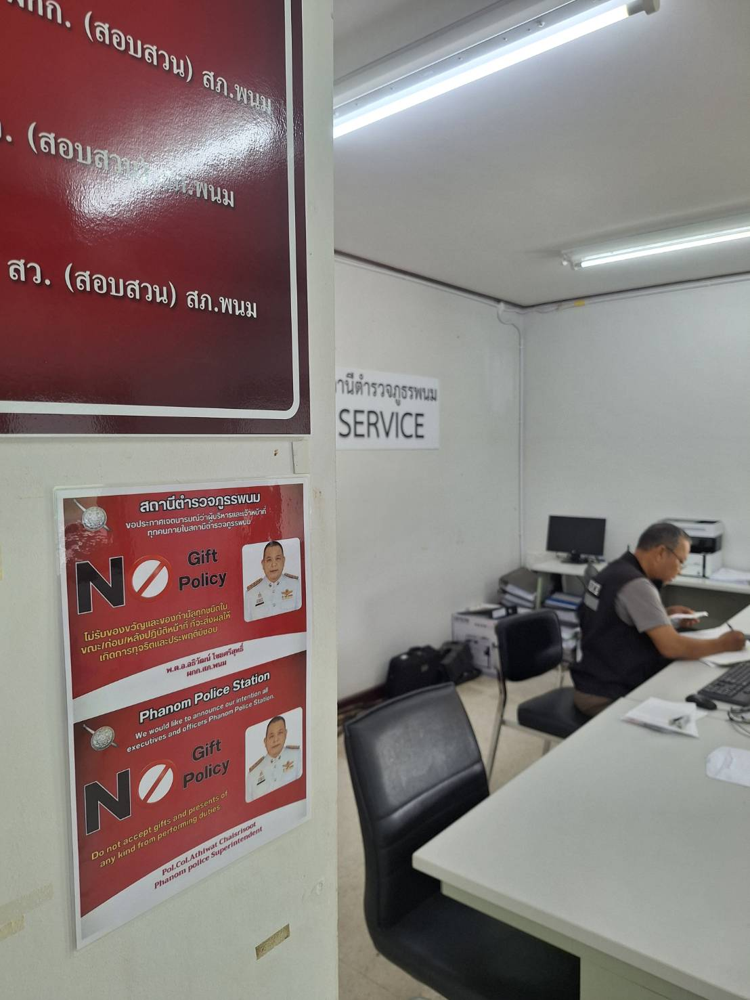 ผกก. (สอบสวน) สภ.พนม
(สอบสวน) สภ.พนม
สว. (สอบสวน) สภ.พนม
านีตำรวจภูธรพนม
SERVICE
สถานีตำรวจภูธรพนม
ขอประกาศเจตนารมณ์ว่าผู้บริหารและเจ้าหน้าที่
ทุกคนภายในสถานีตำรวจภูธรพนม
NO Gift
Policy
ไม่รับของขวัญและของกำนัลทุกชนิดใน
ขณะ/ก่อน/หลังปฏิบัติหน้าที่ ที่จะส่งผลให้
เกิดการทุจริตและประพฤติมิชอบ
พ.ต.อ.อธิวัฒน์ ไชยศรีสุทธิ์
ผกก.สภ.พนม
Phanom Police Station
We would like to announce our intention all
executives and officers Phanom Police Station.
NO Gift
Policy
Do not accept gifts and presents of
any kind from performing duties.
Pol.Col.Athiwat Chaisrisoot
Phanom police Superintendent